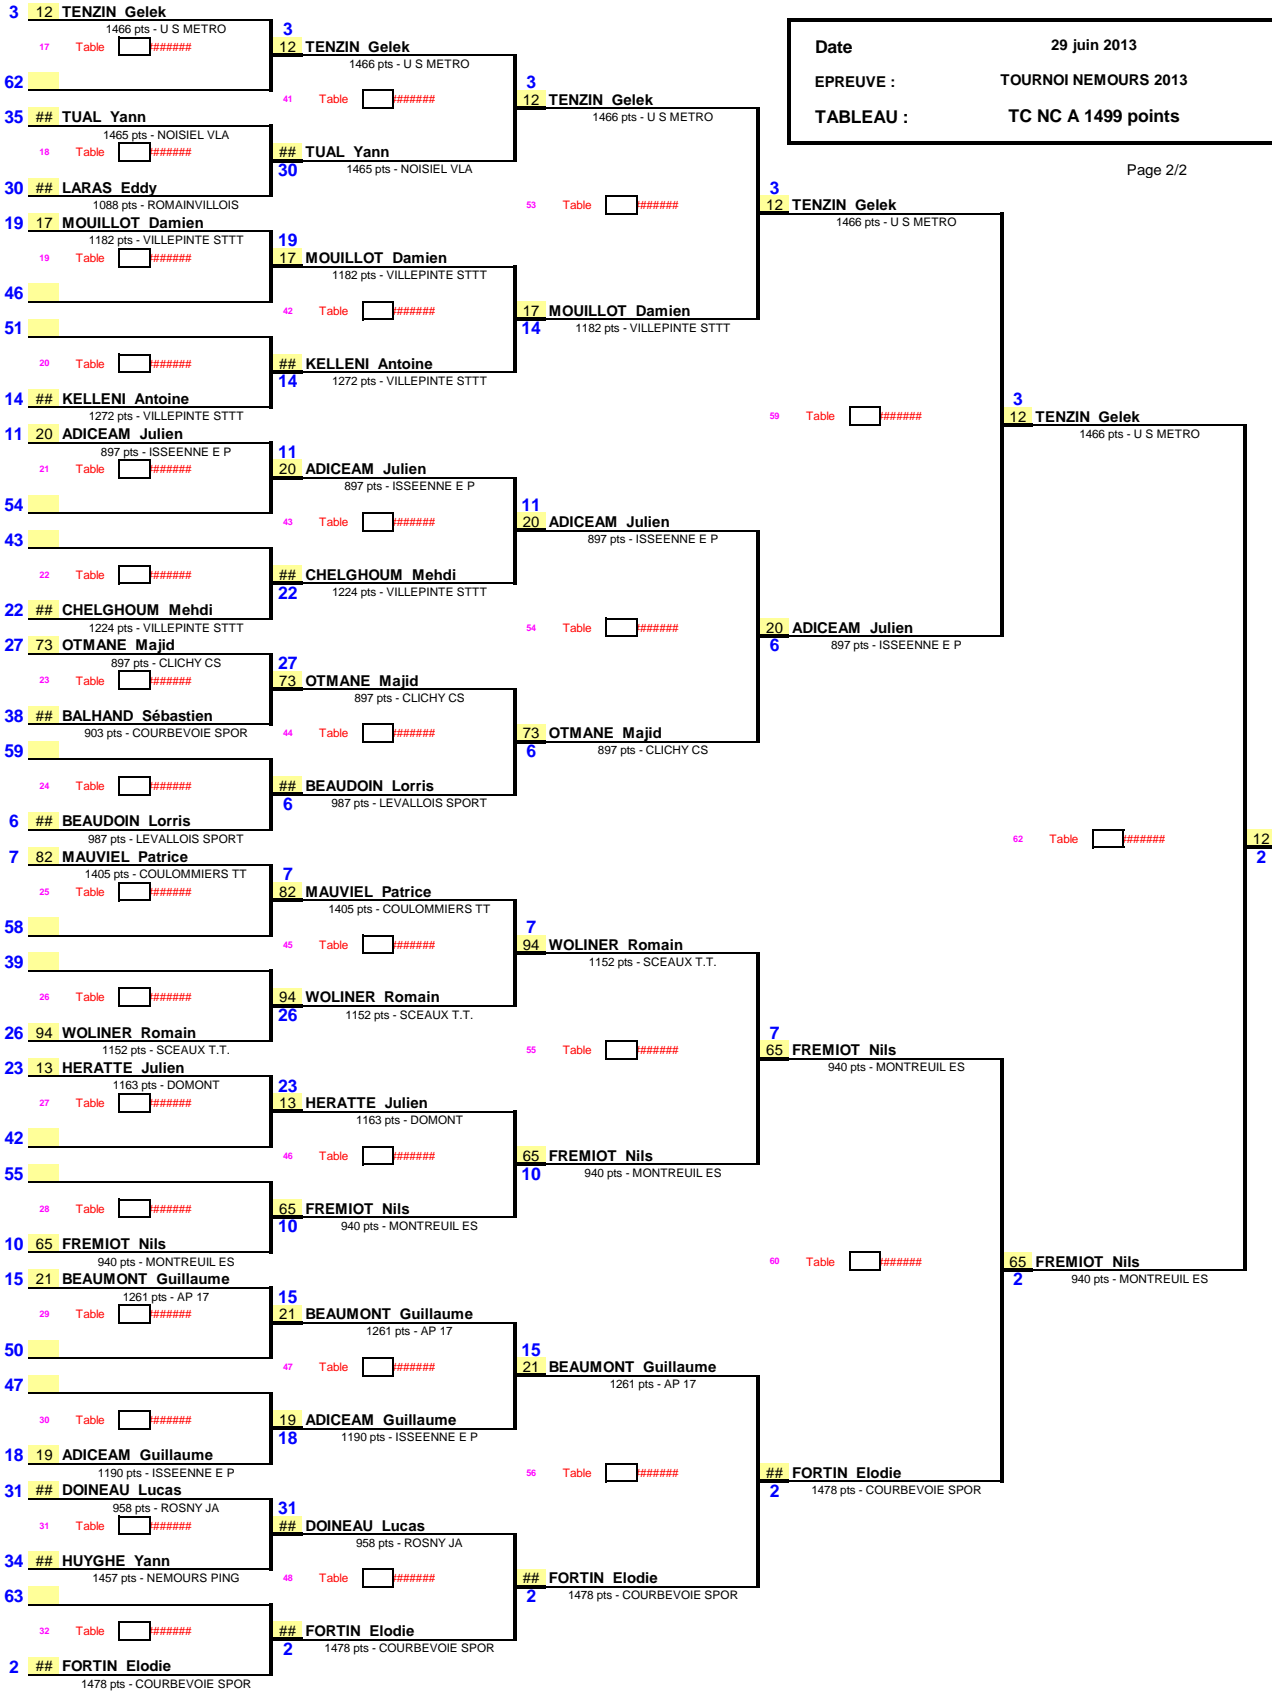 Date 29 juin 2013
EPREUVE : TOURNOI NEMOURS 2013
TABLEAU : TC NC A 1499 points
Page 2/2
3 12 TENZIN Gelek
1466 pts - U S METRO
17 Table ######
62
35 ## TUAL Yann
1465 pts - NOISIEL VLA
18 Table ######
30 ## LARAS Eddy
1088 pts - ROMAINVILLOIS
19 17 MOUILLOT Damien
1182 pts - VILLEPINTE STTT
19 Table ######
46
51
20 Table ######
14 ## KELLENI Antoine
1272 pts - VILLEPINTE STTT
11 20 ADICEAM Julien
897 pts - ISSEENNE E P
21 Table ######
54
43
22 Table ######
22 ## CHELGHOUM Mehdi
1224 pts - VILLEPINTE STTT
27 73 OTMANE Majid
897 pts - CLICHY CS
23 Table ######
38 ## BALHAND Sébastien
903 pts - COURBEVOIE SPOR
59
24 Table ######
6 ## BEAUDOIN Lorris
987 pts - LEVALLOIS SPORT
7 82 MAUVIEL Patrice
1405 pts - COULOMMIERS TT
25 Table ######
58
39
26 Table ######
26 94 WOLINER Romain
1152 pts - SCEAUX T.T.
23 13 HERATTE Julien
1163 pts - DOMONT
27 Table ######
42
55
28 Table ######
10 65 FREMIOT Nils
940 pts - MONTREUIL ES
15 21 BEAUMONT Guillaume
1261 pts - AP 17
29 Table ######
50
47
30 Table ######
18 19 ADICEAM Guillaume
1190 pts - ISSEENNE E P
31 ## DOINEAU Lucas
958 pts - ROSNY JA
31 Table ######
34 ## HUYGHE Yann
1457 pts - NEMOURS PING
63
32 Table ######
2 ## FORTIN Elodie
1478 pts - COURBEVOIE SPOR
3
12 TENZIN Gelek
1466 pts - U S METRO
41 Table ######
## TUAL Yann
30 1465 pts - NOISIEL VLA
19
17 MOUILLOT Damien
1182 pts - VILLEPINTE STTT
42 Table ######
## KELLENI Antoine
14 1272 pts - VILLEPINTE STTT
11
20 ADICEAM Julien
897 pts - ISSEENNE E P
43 Table ######
## CHELGHOUM Mehdi
22 1224 pts - VILLEPINTE STTT
27
73 OTMANE Majid
897 pts - CLICHY CS
44 Table ######
## BEAUDOIN Lorris
6 987 pts - LEVALLOIS SPORT
7
82 MAUVIEL Patrice
1405 pts - COULOMMIERS TT
45 Table ######
94 WOLINER Romain
26 1152 pts - SCEAUX T.T.
23
13 HERATTE Julien
1163 pts - DOMONT
46 Table ######
65 FREMIOT Nils
10 940 pts - MONTREUIL ES
15
21 BEAUMONT Guillaume
1261 pts - AP 17
47 Table ######
19 ADICEAM Guillaume
18 1190 pts - ISSEENNE E P
31
## DOINEAU Lucas
958 pts - ROSNY JA
48 Table ######
## FORTIN Elodie
2 1478 pts - COURBEVOIE SPOR
3
12 TENZIN Gelek
1466 pts - U S METRO
53 Table ######
17 MOUILLOT Damien
14 1182 pts - VILLEPINTE STTT
11
20 ADICEAM Julien
897 pts - ISSEENNE E P
54 Table ######
73 OTMANE Majid
6 897 pts - CLICHY CS
7
94 WOLINER Romain
1152 pts - SCEAUX T.T.
55 Table ######
65 FREMIOT Nils
10 940 pts - MONTREUIL ES
15
21 BEAUMONT Guillaume
1261 pts - AP 17
56 Table ######
## FORTIN Elodie
2 1478 pts - COURBEVOIE SPOR
3
12 TENZIN Gelek
1466 pts - U S METRO
59 Table ######
20 ADICEAM Julien
6 897 pts - ISSEENNE E P
7
65 FREMIOT Nils
940 pts - MONTREUIL ES
60 Table ######
## FORTIN Elodie
2 1478 pts - COURBEVOIE SPOR
3
12 TENZIN Gelek
1466 pts - U S METRO
62 Table ######
65 FREMIOT Nils
2 940 pts - MONTREUIL ES
12
2